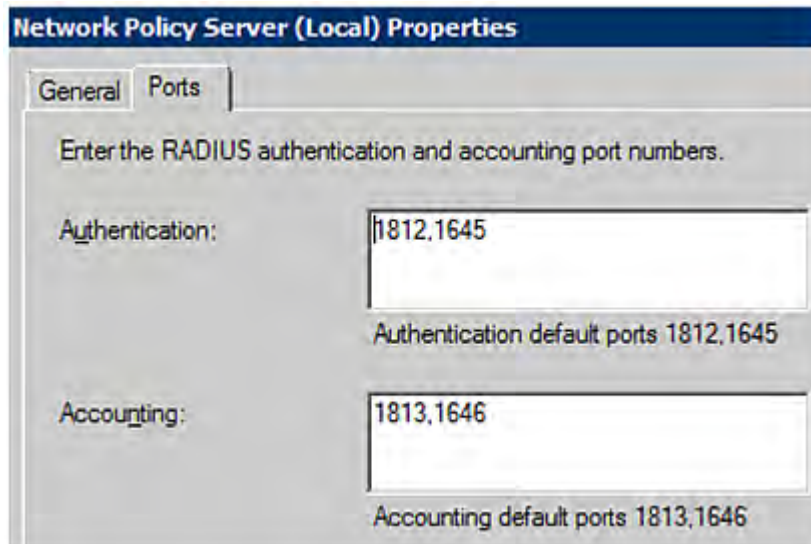 Network Policy Server (Local) Properties
General Ports
Enter the RADIUS authentication and accounting port numbers.
Authentication: 1812,1645
Authentication default ports 1812,1645
Accounting: 1813,1646
Accounting default ports 1813,1646